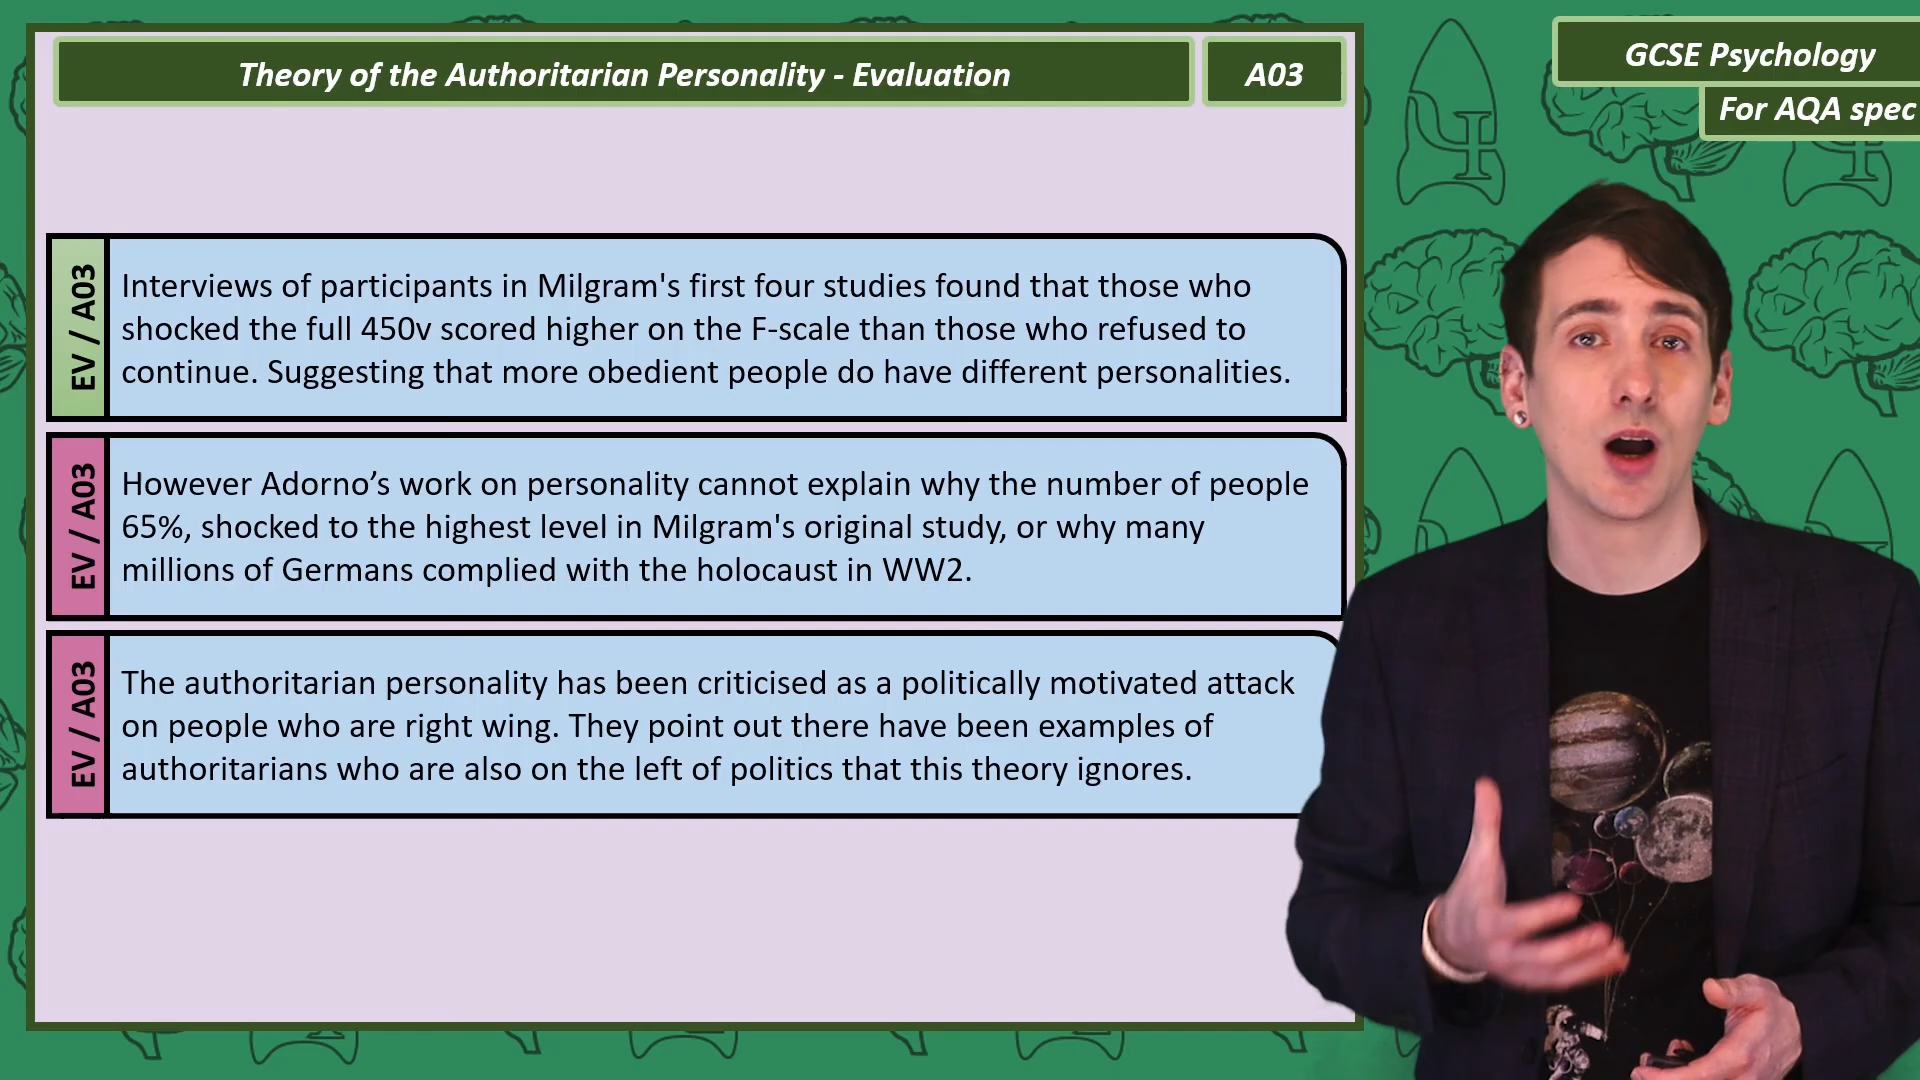 Theory of the Authoritarian Personality - Evaluation
A03
GCSE Psychology
For AQA spec
EV / A03
Interviews of participants in Milgram's first four studies found that those who
shocked the full 450v scored higher on the F-scale than those who refused to
continue. Suggesting that more obedient people do have different personalities.
EV / A03
However Adorno’s work on personality cannot explain why the number of people
65%, shocked to the highest level in Milgram's original study, or why many
millions of Germans complied with the holocaust in WW2.
EV / A03
The authoritarian personality has been criticised as a politically motivated attack
on people who are right wing. They point out there have been examples of
authoritarians who are also on the left of politics that this theory ignores.